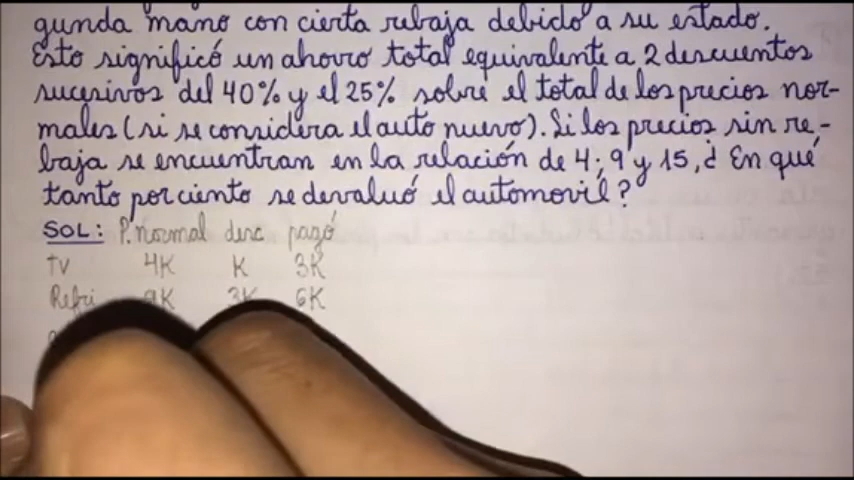 gunda mano con cierta rebaja debido a su estado.
Esto significó un ahorro total equivalente a 2 descuentos
sucesivos del 40% y el 25% sobre el total de los precios nor-
males (si se considera el auto nuevo). Si los precios sin re-
baja se encuentran en la relación de 4; 9 y 15, ¿ En qué
tanto por ciento se devaluó el automovil?
SOL: P. normal desc pagó
TV 4K K 3K
Refri 9K 3K 6K